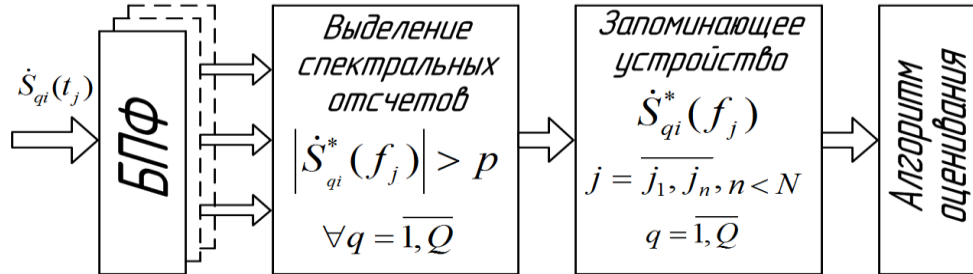 Ṡqi(tj)
БПФ
Выделение
спектральных
отсчетов
|Ṡ*qi(fj)| > p
∀q = 1,Q
Запоминающее
устройство
Ṡ*qi(fj)
j = j1, jn, n < N
q = 1,Q
Алгоритм
оценивания